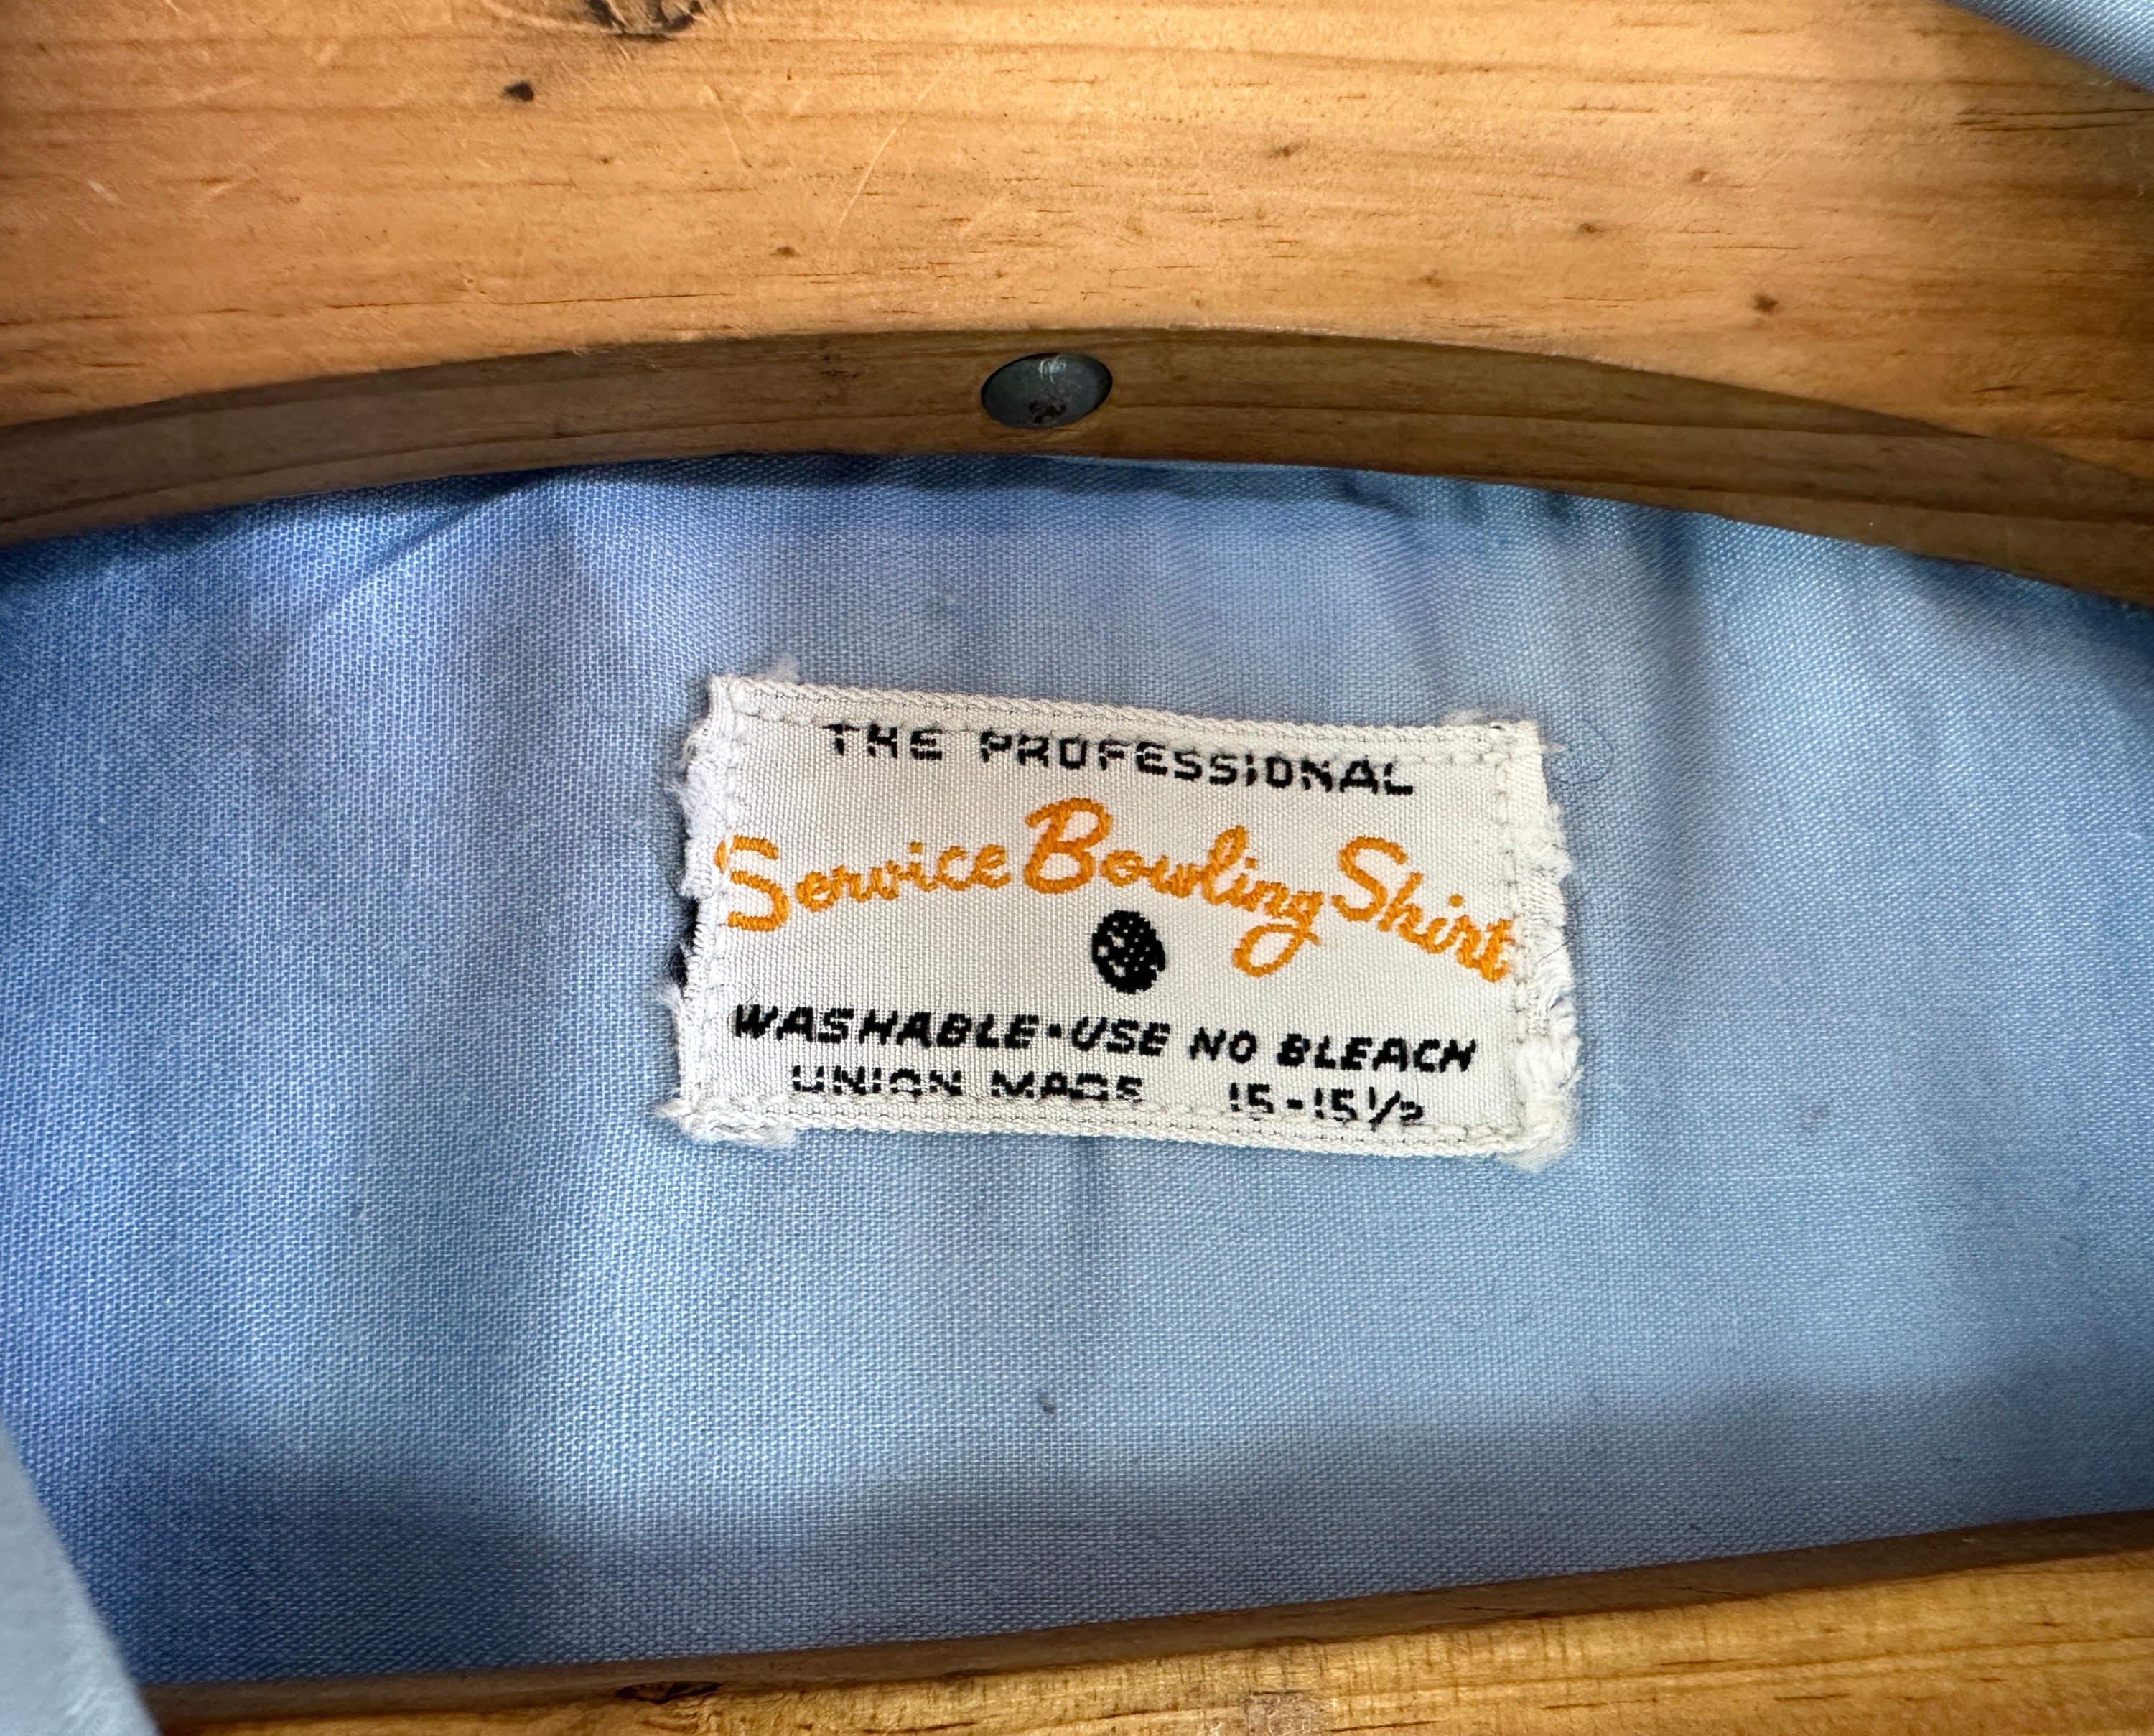 THE PROFESSIONAL
Service Bowling Shirt
WASHABLE•USE NO BLEACH
UNION MADE 15-15½